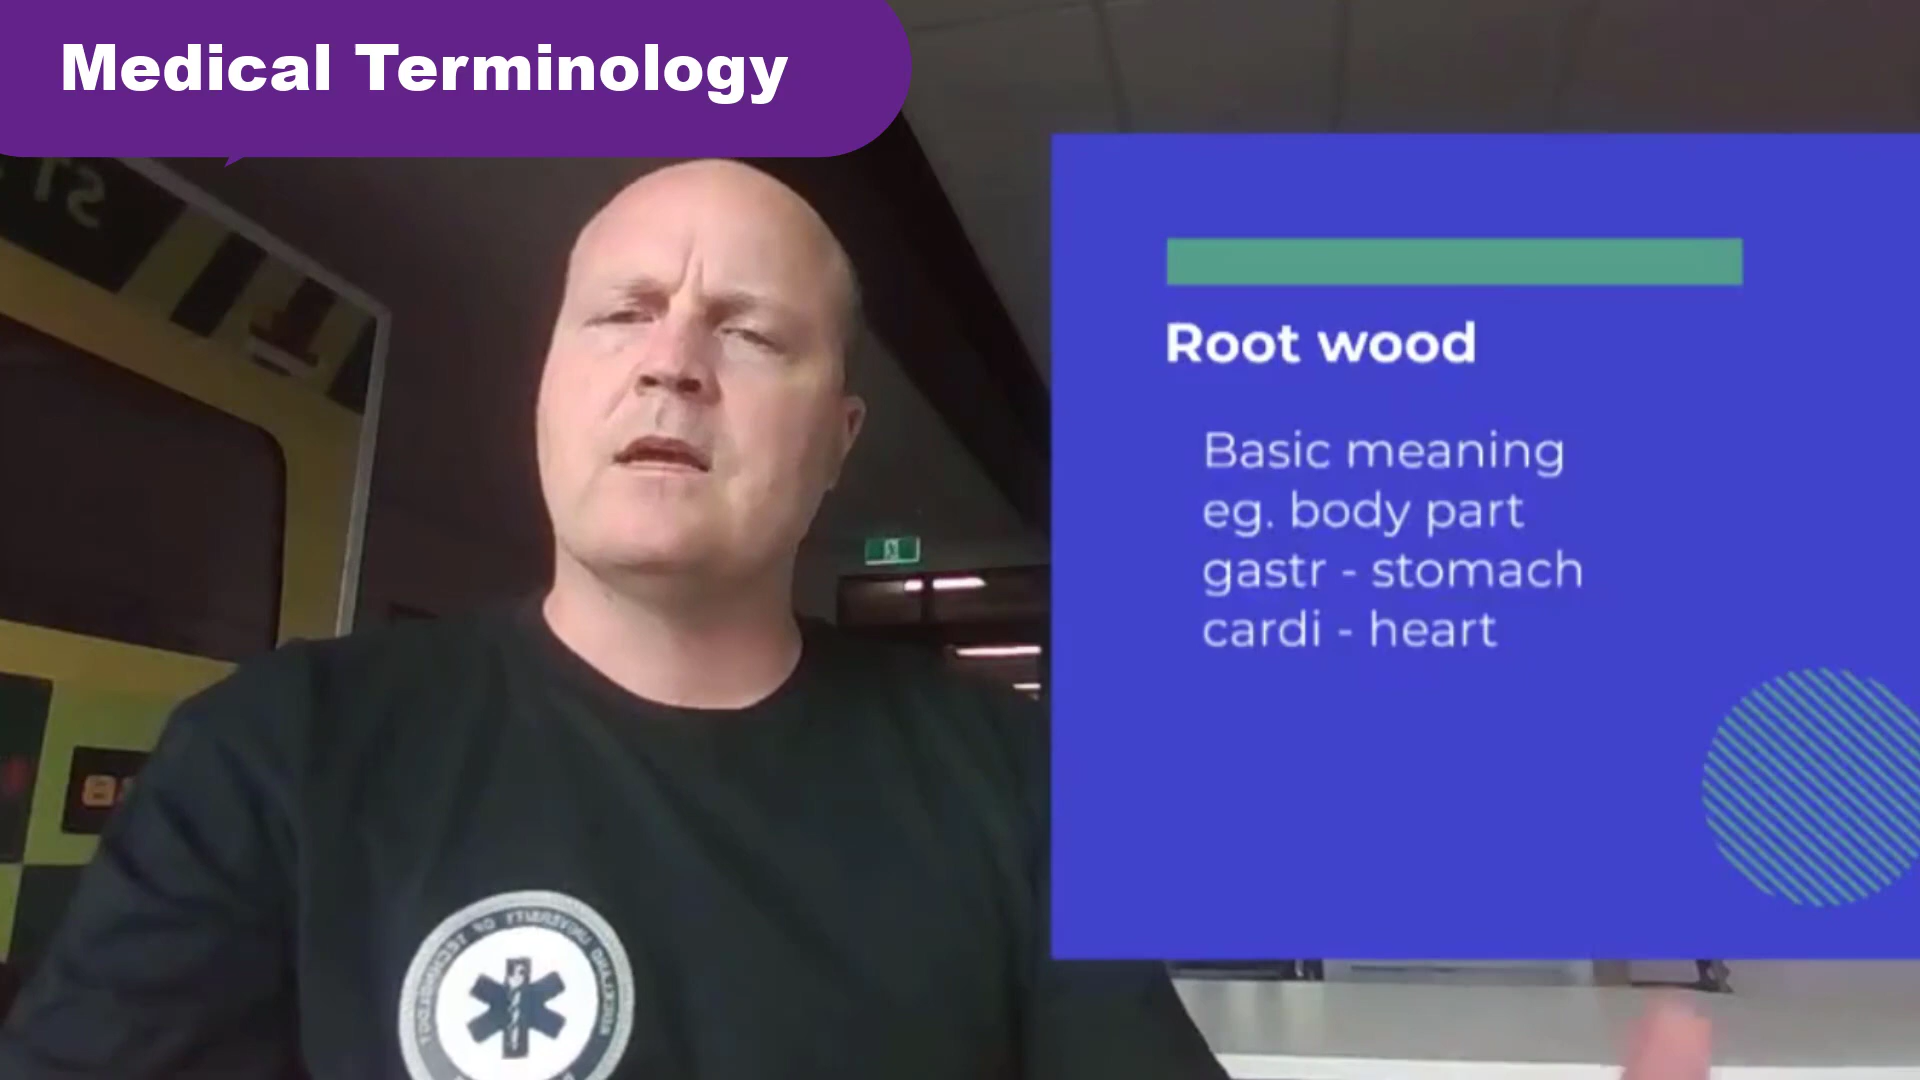 Medical Terminology
Root wood
Basic meaning
eg. body part
gastr - stomach
cardi - heart